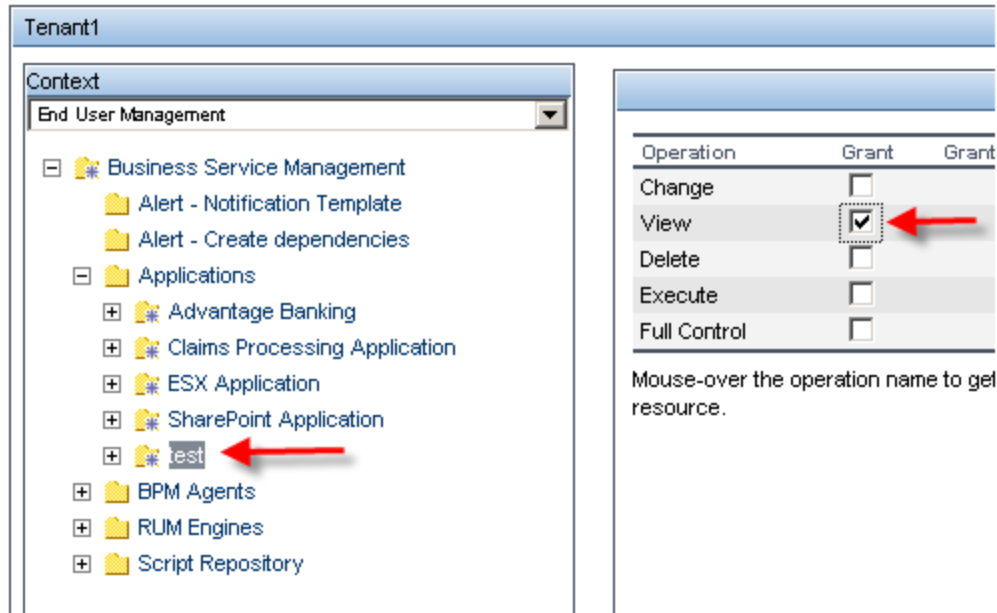 Tenant1
Context
End User Management
Business Service Management
Alert - Notification Template
Alert - Create dependencies
Applications
Advantage Banking
Claims Processing Application
ESX Application
SharePoint Application
test
BPM Agents
RUM Engines
Script Repository
Operation Grant Grant
Change
View
Delete
Execute
Full Control
Mouse-over the operation name to get
resource.